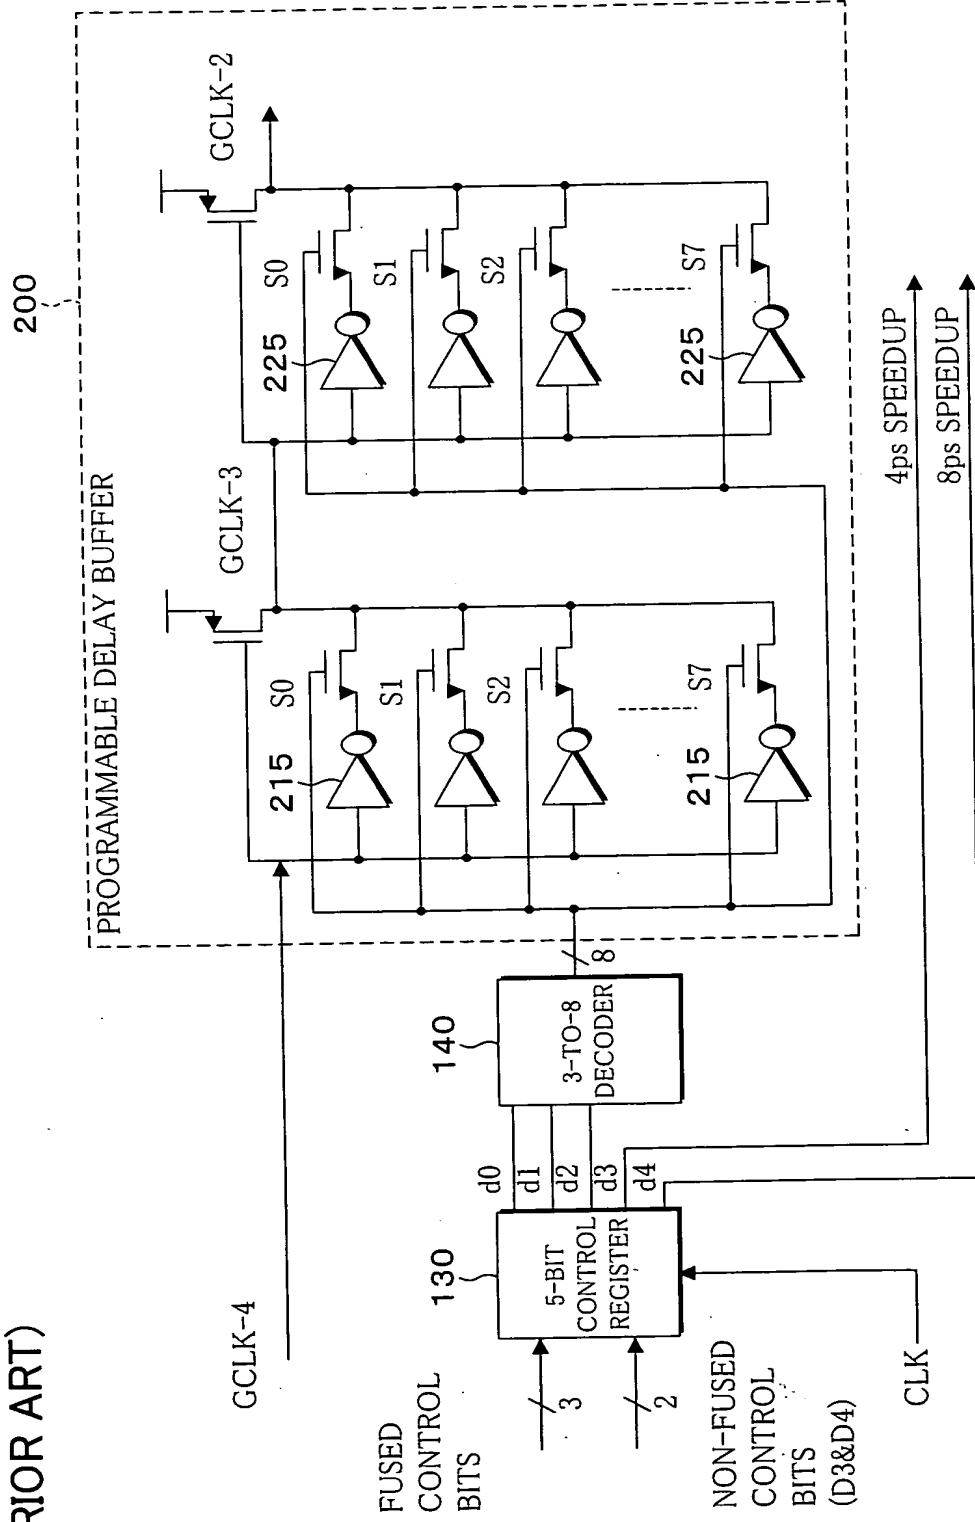 RIOR ART)
200
PROGRAMMABLE DELAY BUFFER
GCLK-4
GCLK-3
GCLK-2
215
S0
S1
S2
S7
215
225
S0
S1
S2
S7
225
FUSED
CONTROL
BITS
3
2
NON-FUSED
CONTROL
BITS
(D3&D4)
130
5-BIT
CONTROL
REGISTER
CLK
d0
d1
d2
d3
d4
140
3-TO-8
DECODER
8
4ps SPEEDUP
8ps SPEEDUP